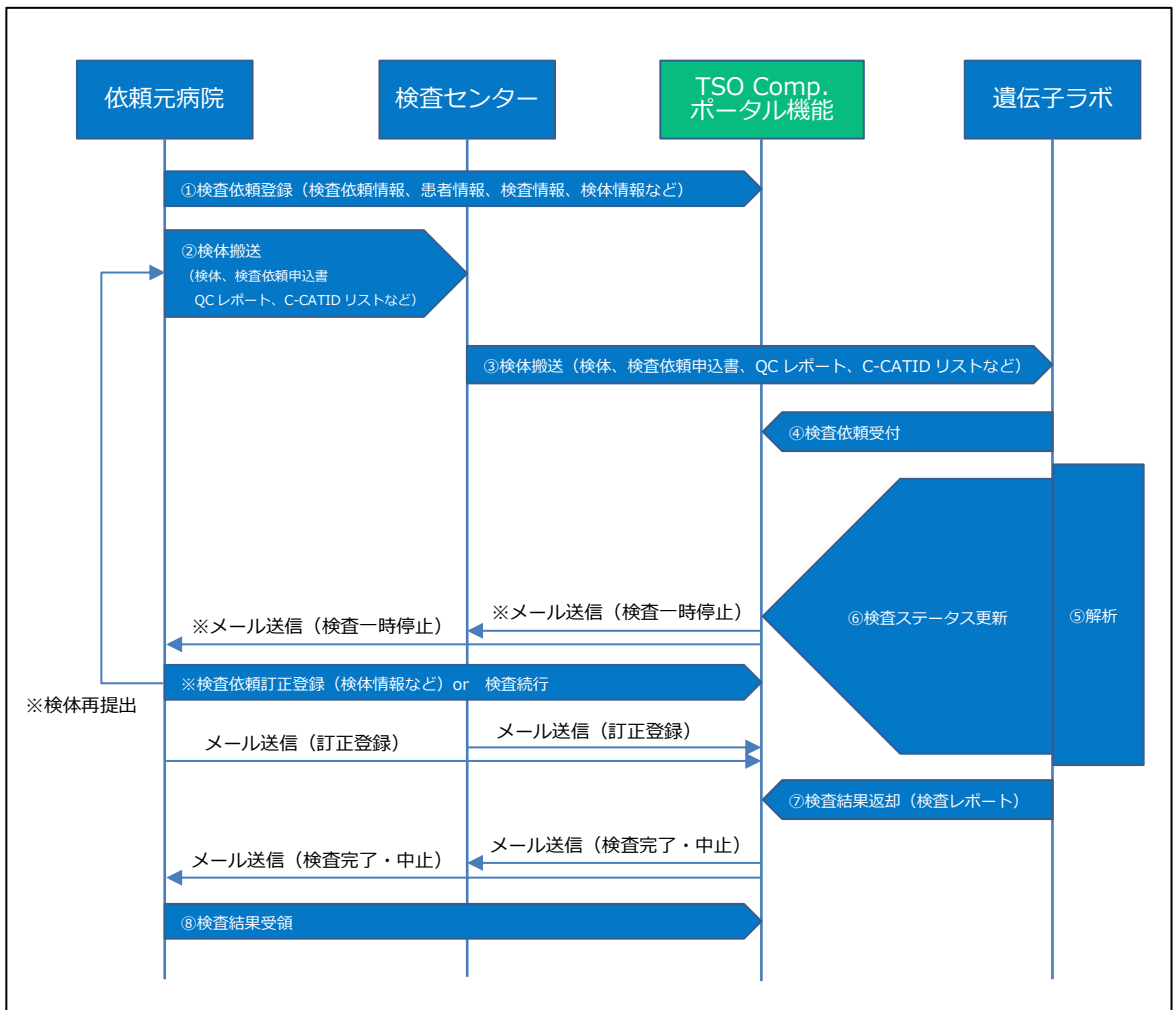 依頼元病院
検査センター
TSO Comp.
ポータル機能
遺伝子ラボ
①検査依頼登録（検査依頼情報、患者情報、検査情報、検体情報など）
②検体搬送
（検体、検査依頼申込書
QC レポート、C-CATID リストなど）
③検体搬送（検体、検査依頼申込書、QC レポート、C-CATID リストなど）
④検査依頼受付
※メール送信（検査一時停止）
※メール送信（検査一時停止）
⑥検査ステータス更新
⑤解析
※検査依頼訂正登録（検体情報など）or　検査続行
※検体再提出
メール送信（訂正登録）
メール送信（訂正登録）
⑦検査結果返却（検査レポート）
メール送信（検査完了・中止）
メール送信（検査完了・中止）
⑧検査結果受領